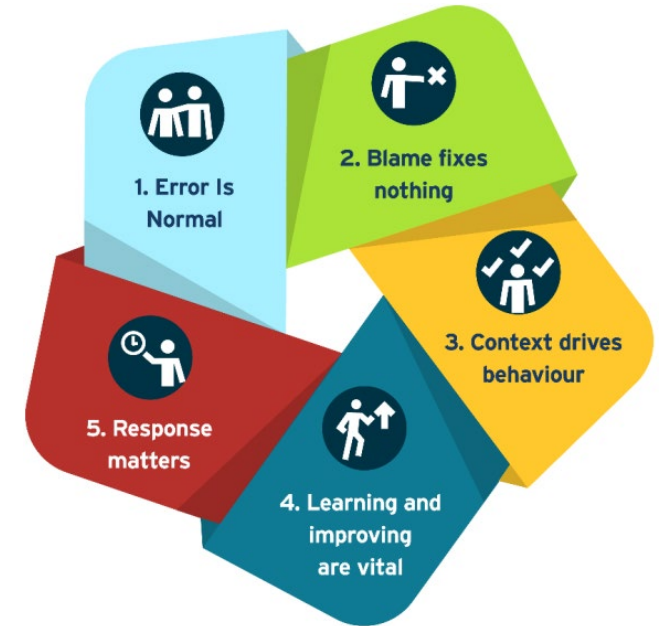 1. Error Is
Normal
2. Blame fixes
nothing
3. Context drives
behaviour
4. Learning and
improving
are vital
5. Response
matters